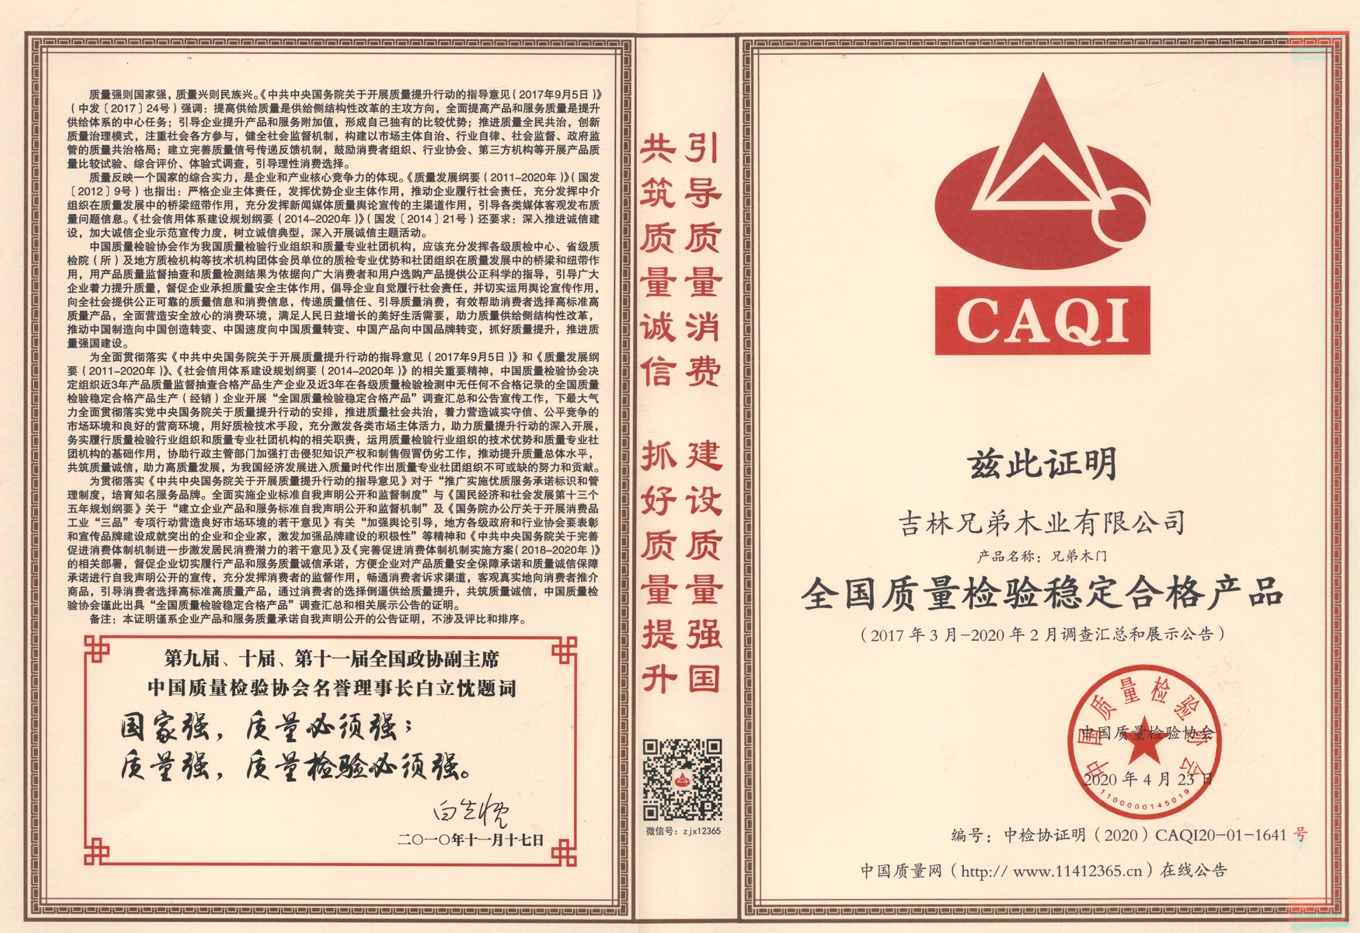 质量强则国家强，质量兴则民族兴。《中共中央国务院关于开展质量提升行动的指导意见（2017年9月5日）》
（中发〔2017〕24号）强调：提高供给质量是供给侧结构性改革的主攻方向，全面提高产品和服务质量是提升
供给体系的中心任务；引导企业提升产品和服务附加值，形成自己独有的比较优势；推进质量全民共治，创新
质量治理模式，注重社会各方参与，健全社会监督机制，构建以市场主体自治、行业自律、社会监督、政府监
管的质量共治格局；建立完善质量信号传递反馈机制，鼓励消费者组织、行业协会、第三方机构等开展产品质
量比较试验、综合评价、体验式调查，引导理性消费选择。
质量反映一个国家的综合实力，是企业和产业核心竞争力的体现。《质量发展纲要（2011-2020年）》（国发
〔2012〕9号）也指出：严格企业主体责任，发挥优势企业主体作用，推动企业履行社会责任，充分发挥中介
组织在质量发展中的桥梁纽带作用，充分发挥新闻媒体质量舆论宣传的主渠道作用，引导各类媒体客观发布质
量问题信息。《社会信用体系建设规划纲要（2014-2020年）》（国发〔2014〕21号）还要求：深入推进诚信建
设，加大诚信企业示范宣传力度，树立诚信典型，深入开展诚信主题活动。
中国质量检验协会作为我国质量检验行业组织和质量专业社团机构，应该充分发挥各级质检中心、省级质
检院（所）及地方质检机构等技术机构团体会员单位的质检专业优势和社团组织在质量发展中的桥梁和纽带作
用，用产品质量监督抽查和质量检测结果为依据向广大消费者和用户选购产品提供公正科学的指导，引导广大
企业着力提升质量，督促企业承担质量安全主体作用，倡导企业自觉履行社会责任，并切实运用舆论宣传作用，
向全社会提供公正可靠的质量信息和消费信息，传递质量信任、引导质量消费，有效帮助消费者选择高标准高
质量产品，全面营造安全放心的消费环境，满足人民日益增长的美好生活需要，助力质量供给侧结构性改革，
推动中国制造向中国创造转变、中国速度向中国质量转变、中国产品向中国品牌转变，抓好质量提升，推进质
量强国建设。
为全面贯彻落实《中共中央国务院关于开展质量提升行动的指导意见（2017年9月5日）》和《质量发展纲
要（2011-2020年）》、《社会信用体系建设规划纲要（2014-2020年）》的相关重要精神，中国质量检验协会决
定组织近3年产品质量监督抽查合格产品生产企业及近3年在各级质量检验检测中无任何不合格记录的全国质量
检验稳定合格产品生产（经销）企业开展“全国质量检验稳定合格产品”调查汇总和公告宣传工作，下最大气
力全面贯彻落实党中央国务院关于质量提升行动的安排，推进质量社会共治，着力营造诚实守信、公平竞争的
市场环境和良好的营商环境，用好质检技术手段，充分激发各类市场主体活力，助力质量提升行动的深入开展，
务实履行质量检验行业组织和质量专业社团机构的相关职责，运用质量检验行业组织的技术优势和质量专业社
团机构的基础作用，协助行政主管部门加强打击侵犯知识产权和制售假冒伪劣工作，推动提升质量总体水平，
共筑质量诚信，助力高质量发展，为我国经济发展进入质量时代作出质量专业社团组织不可或缺的努力和贡献。
为贯彻落实《中共中央国务院关于开展质量提升行动的指导意见》对于“推广实施优质服务承诺标识和管
理制度，培育知名服务品牌。全面实施企业标准自我声明公开和监督制度”与《国民经济和社会发展第十三个
五年规划纲要》关于“建立企业产品和服务标准自我声明公开和监督机制”及《国务院办公厅关于开展消费品
工业“三品”专项行动营造良好市场环境的若干意见》有关“加强舆论引导，地方各级政府和行业协会要表彰
和宣传品牌建设成就突出的企业和企业家，激发加强品牌建设的积极性”等精神和《中共中央国务院关于完善
促进消费体制机制进一步激发居民消费潜力的若干意见》及《完善促进消费体制机制实施方案（2018-2020年）》
的相关部署，督促企业切实履行产品和服务质量诚信承诺，方便企业对产品质量安全保障承诺和质量诚信保障
承诺进行自我声明公开的宣传，充分发挥消费者的监督作用，畅通消费者诉求渠道，客观真实地向消费者推介
商品，引导消费者选择高标准高质量产品，通过消费者的选择倒逼供给质量提升，共筑质量诚信，中国质量检
验协会谨此出具“全国质量检验稳定合格产品”调查汇总和相关展示公告的证明。
备注：本证明谨系企业产品和服务质量承诺自我声明公开的公告证明，不涉及评比和排序。
第九届、十届、第十一届全国政协副主席
中国质量检验协会名誉理事长白立忱题词
国家强，质量必须强；
质量强，质量检验必须强。
白立忱
二〇一〇年十一月十七日
引导质量消费 建设质量强国
共筑质量诚信 抓好质量提升
微信号：zjx12365
CAQI
兹此证明
吉林兄弟木业有限公司
产品名称：兄弟木门
全国质量检验稳定合格产品
（2017年3月-2020年2月调查汇总和展示公告）
中国质量检验协会
中国质量检验协会
2020年4月23日
1100000145019
编号：中检协证明（2020）CAQI20-01-1641号
中国质量网（http:// www.11412365.cn）在线公告